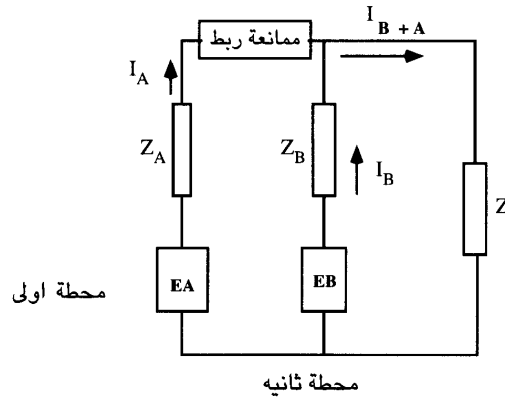 I B + A
ممانعة ربط
I A
Z A
Z B
I B
Z
EA
EB
محطة اولى
محطة ثانيه